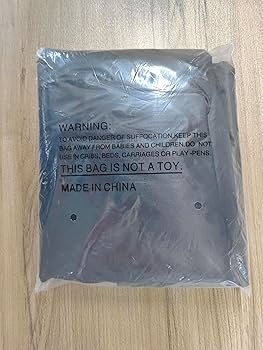 WARNING:
TO AVOID DANGER OF SUFFOCATION,KEEP THIS
BAG AWAY FROM BABIES AND CHILDREN.DO NOT
USE IN CRIBS, BEDS, CARRIAGES OR PLAY-PENS.
THIS BAG IS NOT A TOY.
MADE IN CHINA